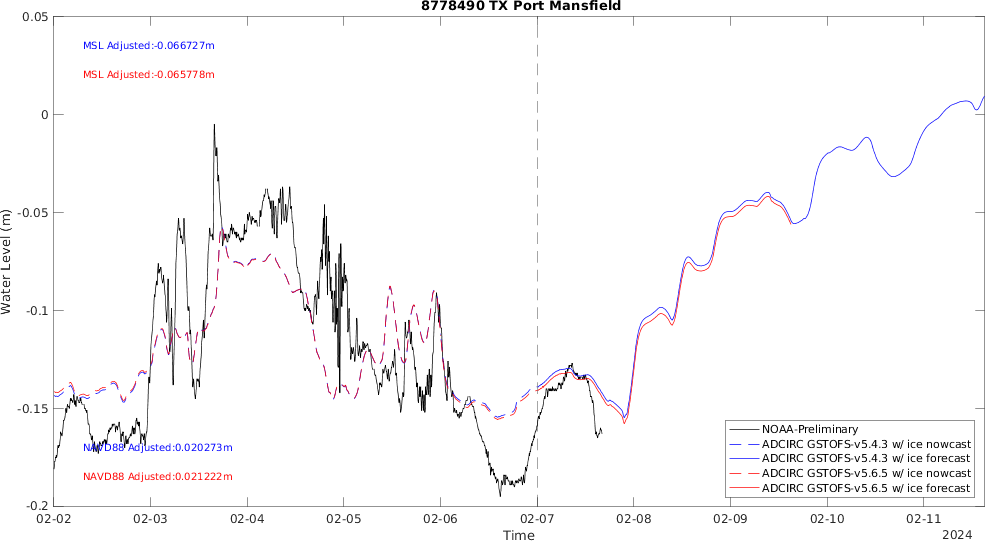 8778490 TX Port Mansfield
0.05
MSL Adjusted:-0.066727m
MSL Adjusted:-0.065778m
0
-0.05
Water Level (m)
-0.1
-0.15
NOAA-Preliminary
ADCIRC GSTOFS-v5.4.3 w/ ice nowcast
NAVD88 Adjusted:0.020273m
ADCIRC GSTOFS-v5.4.3 w/ ice forecast
ADCIRC GSTOFS-v5.6.5 w/ ice nowcast
NAVD88 Adjusted:0.021222m
ADCIRC GSTOFS-v5.6.5 w/ ice forecast
-0.2
02-02 02-03 02-04 02-05 02-06 02-07 02-08 02-09 02-10 02-11
Time
2024